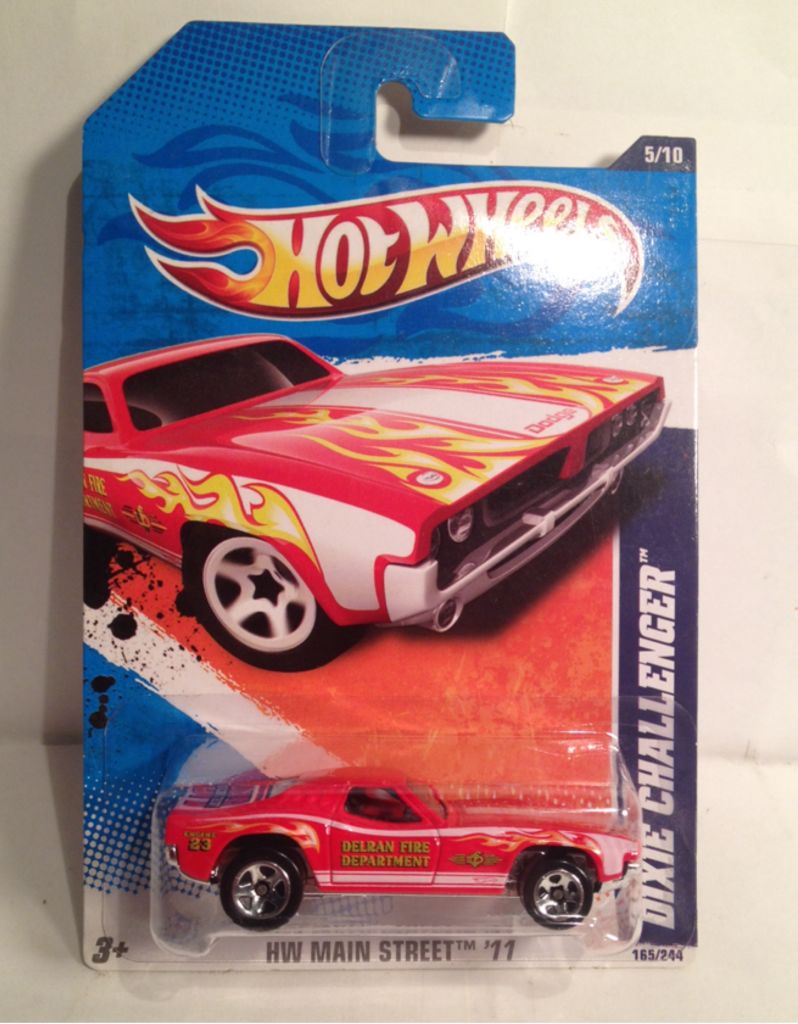 5/10
HOT WHEELS
Dodge
FIRE
DIXIE CHALLENGER™
ENGINE
23
DELRAN FIRE
DEPARTMENT
3+
HW MAIN STREET™ '11
165/244